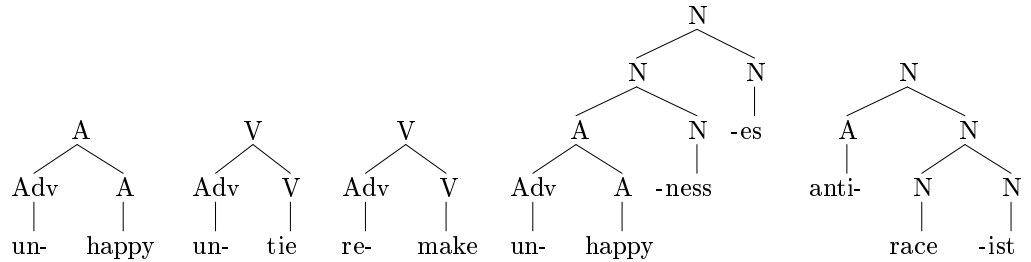 N
N N N
A V V A N -es A N
Adv A Adv V Adv V Adv A -ness anti- N N
un- happy un- tie re- make un- happy race -ist